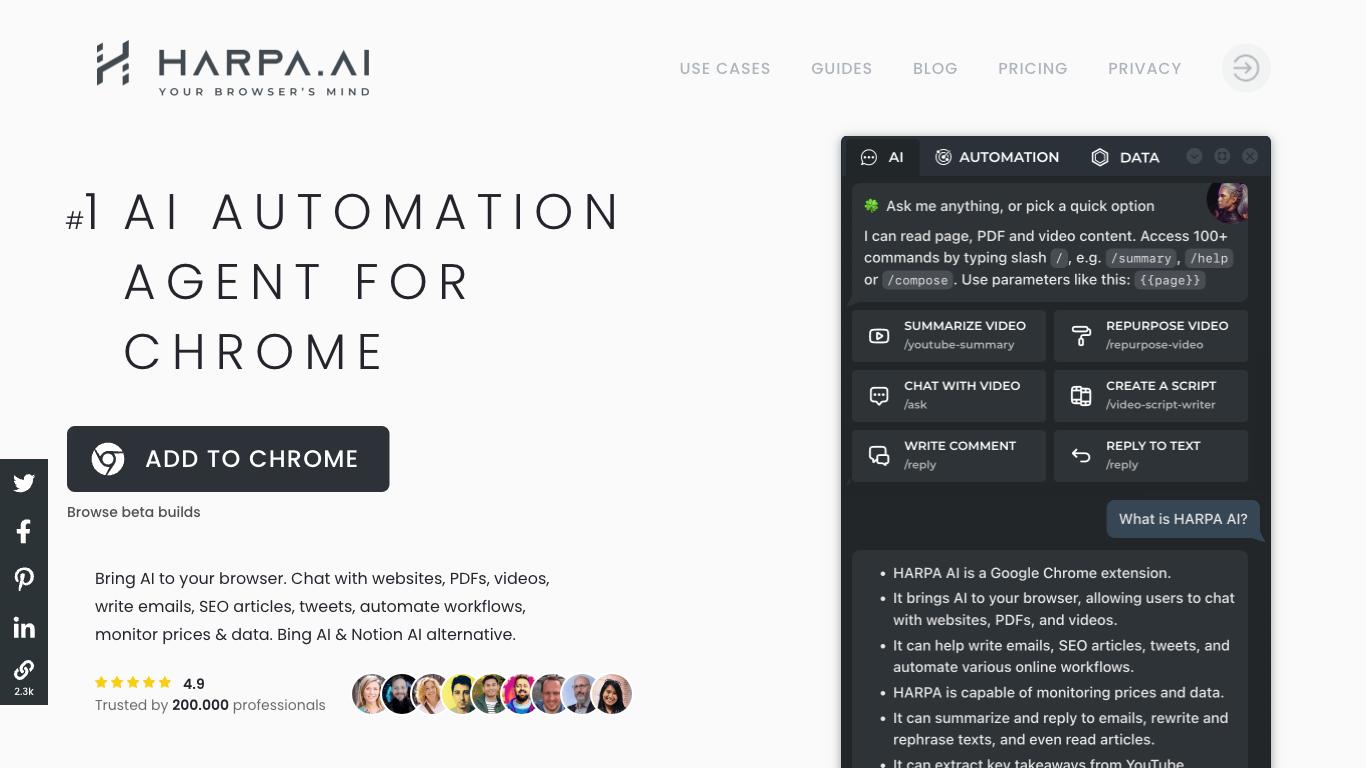 HARPA.AI
YOUR BROWSER'S MIND
USE CASES
GUIDES
BLOG
PRICING
PRIVACY
#1 AI AUTOMATION
AGENT FOR
CHROME
ADD TO CHROME
Browse beta builds
Bring AI to your browser. Chat with websites, PDFs, videos,
write emails, SEO articles, tweets, automate workflows,
monitor prices & data. Bing AI & Notion AI alternative.
4.9
Trusted by 200.000 professionals
2.3k
AI
AUTOMATION
DATA
Ask me anything, or pick a quick option
I can read page, PDF and video content. Access 100+
commands by typing slash /, e.g. /summary, /help
or /compose. Use parameters like this: {{page}}
SUMMARIZE VIDEO
/youtube-summary
REPURPOSE VIDEO
/repurpose-video
CHAT WITH VIDEO
/ask
CREATE A SCRIPT
/video-script-writer
WRITE COMMENT
/reply
REPLY TO TEXT
/reply
What is HARPA AI?
• HARPA AI is a Google Chrome extension.
• It brings AI to your browser, allowing users to chat
with websites, PDFs, and videos.
• It can help write emails, SEO articles, tweets, and
automate various online workflows.
• HARPA is capable of monitoring prices and data.
• It can summarize and reply to emails, rewrite and
rephrase texts, and even read articles.
• It can extract key takeaways from YouTube